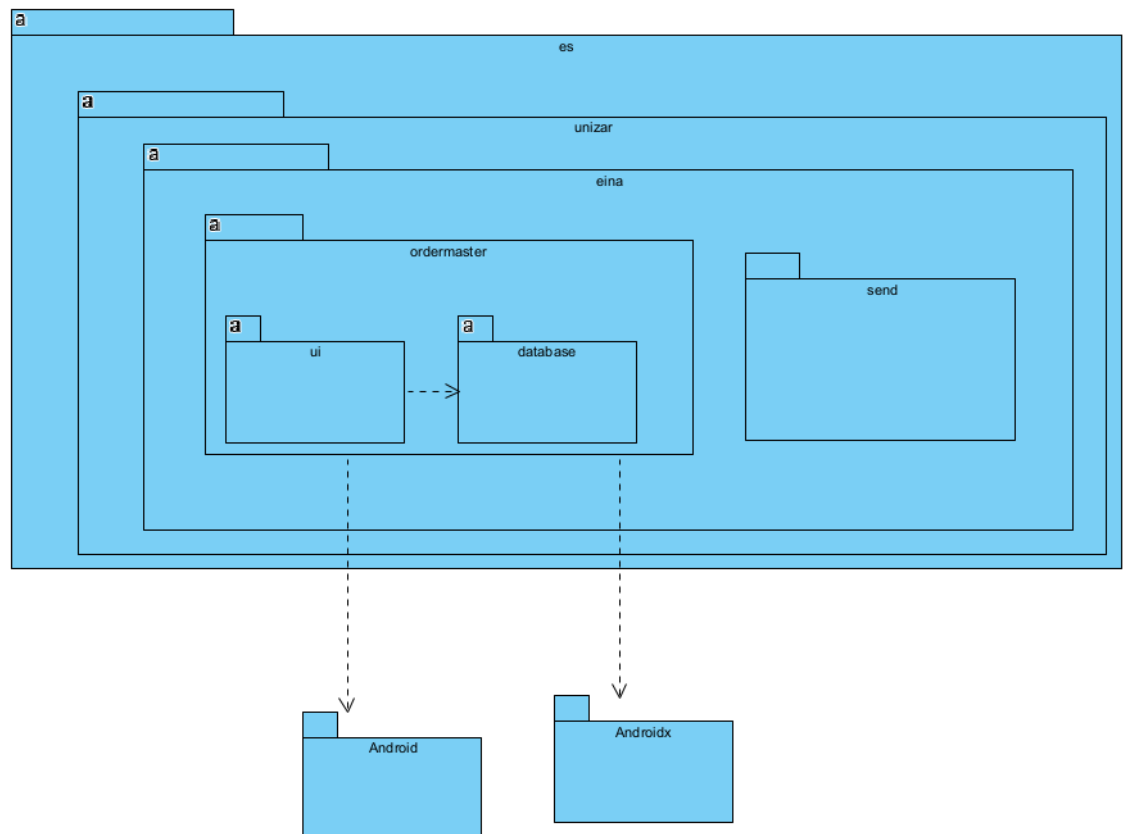 a
es
a
unizar
a
eina
a
ordermaster
send
a
ui
a
database
Android
Androidx